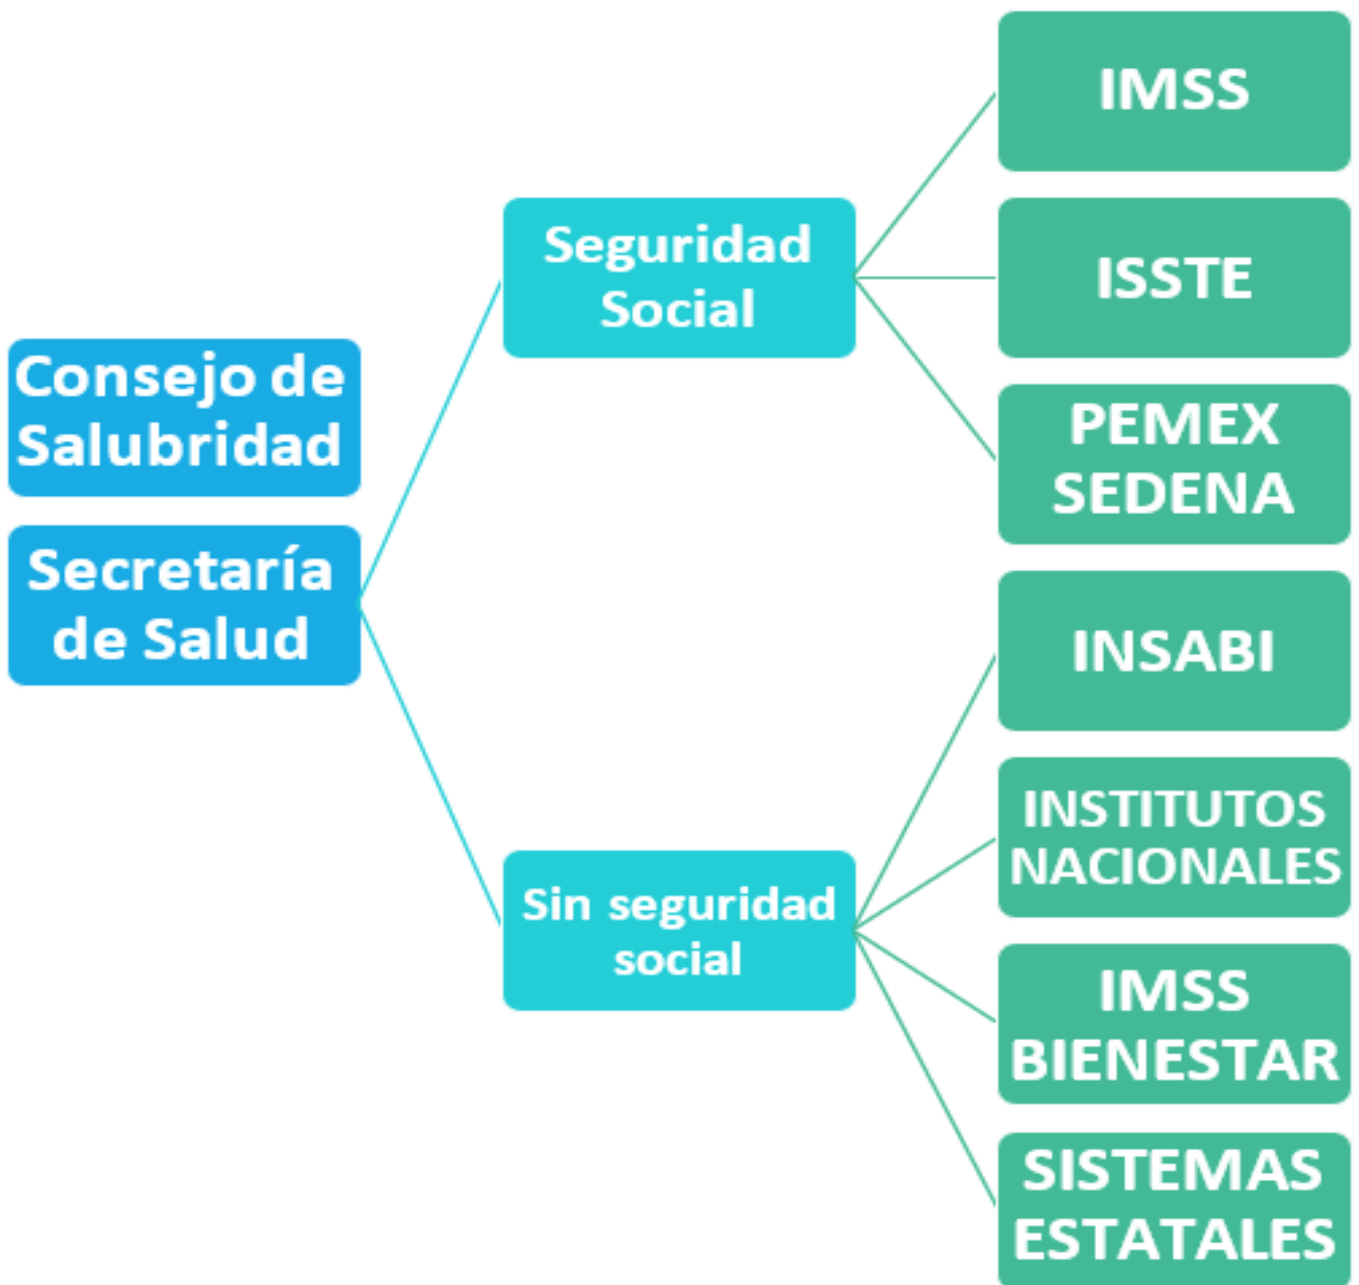 Consejo de
Salubridad
Secretaría
de Salud
Seguridad
Social
Sin seguridad
social
IMSS
ISSTE
PEMEX
SEDENA
INSABI
INSTITUTOS
NACIONALES
IMSS
BIENESTAR
SISTEMAS
ESTATALES